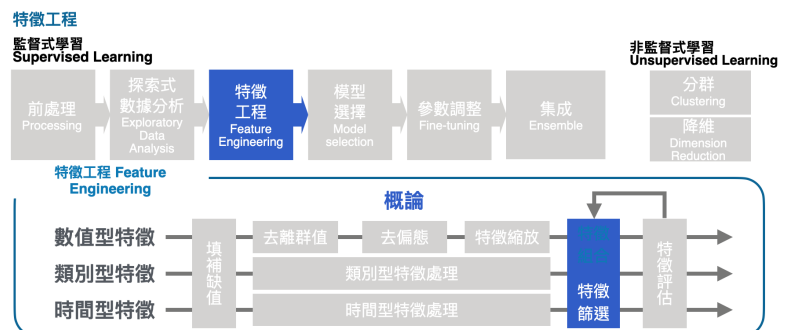 特徵工程
監督式學習
Supervised Learning
非監督式學習
Unsupervised Learning
前處理
Processing
探索式
數據分析
Exploratory
Data
Analysis
特徵
工程
Feature
Engineering
模型
選擇
Model
selection
參數調整
Fine-tuning
集成
Ensemble
分群
Clustering
降維
Dimension
Reduction
特徵工程 Feature
Engineering
概論
數值型特徵
類別型特徵
時間型特徵
填補缺值
去離群值
去偏態
特徵縮放
類別型特徵處理
時間型特徵處理
特徵
組合
特徵
篩選
特徵評估